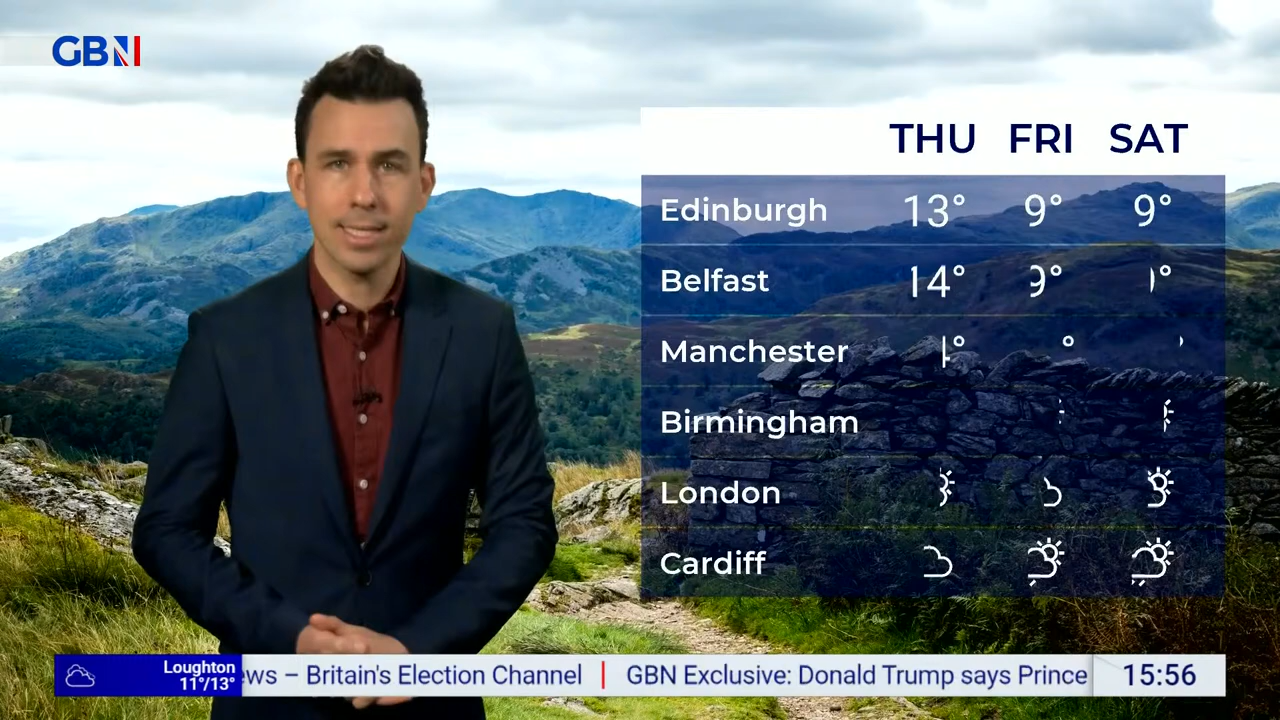 GBN
THU FRI SAT
Edinburgh 13° 9° 9°
Belfast 14° 9°
Manchester
Birmingham
London
Cardiff
Loughton
11°/13°
ews – Britain's Election Channel | GBN Exclusive: Donald Trump says Prince
15:56